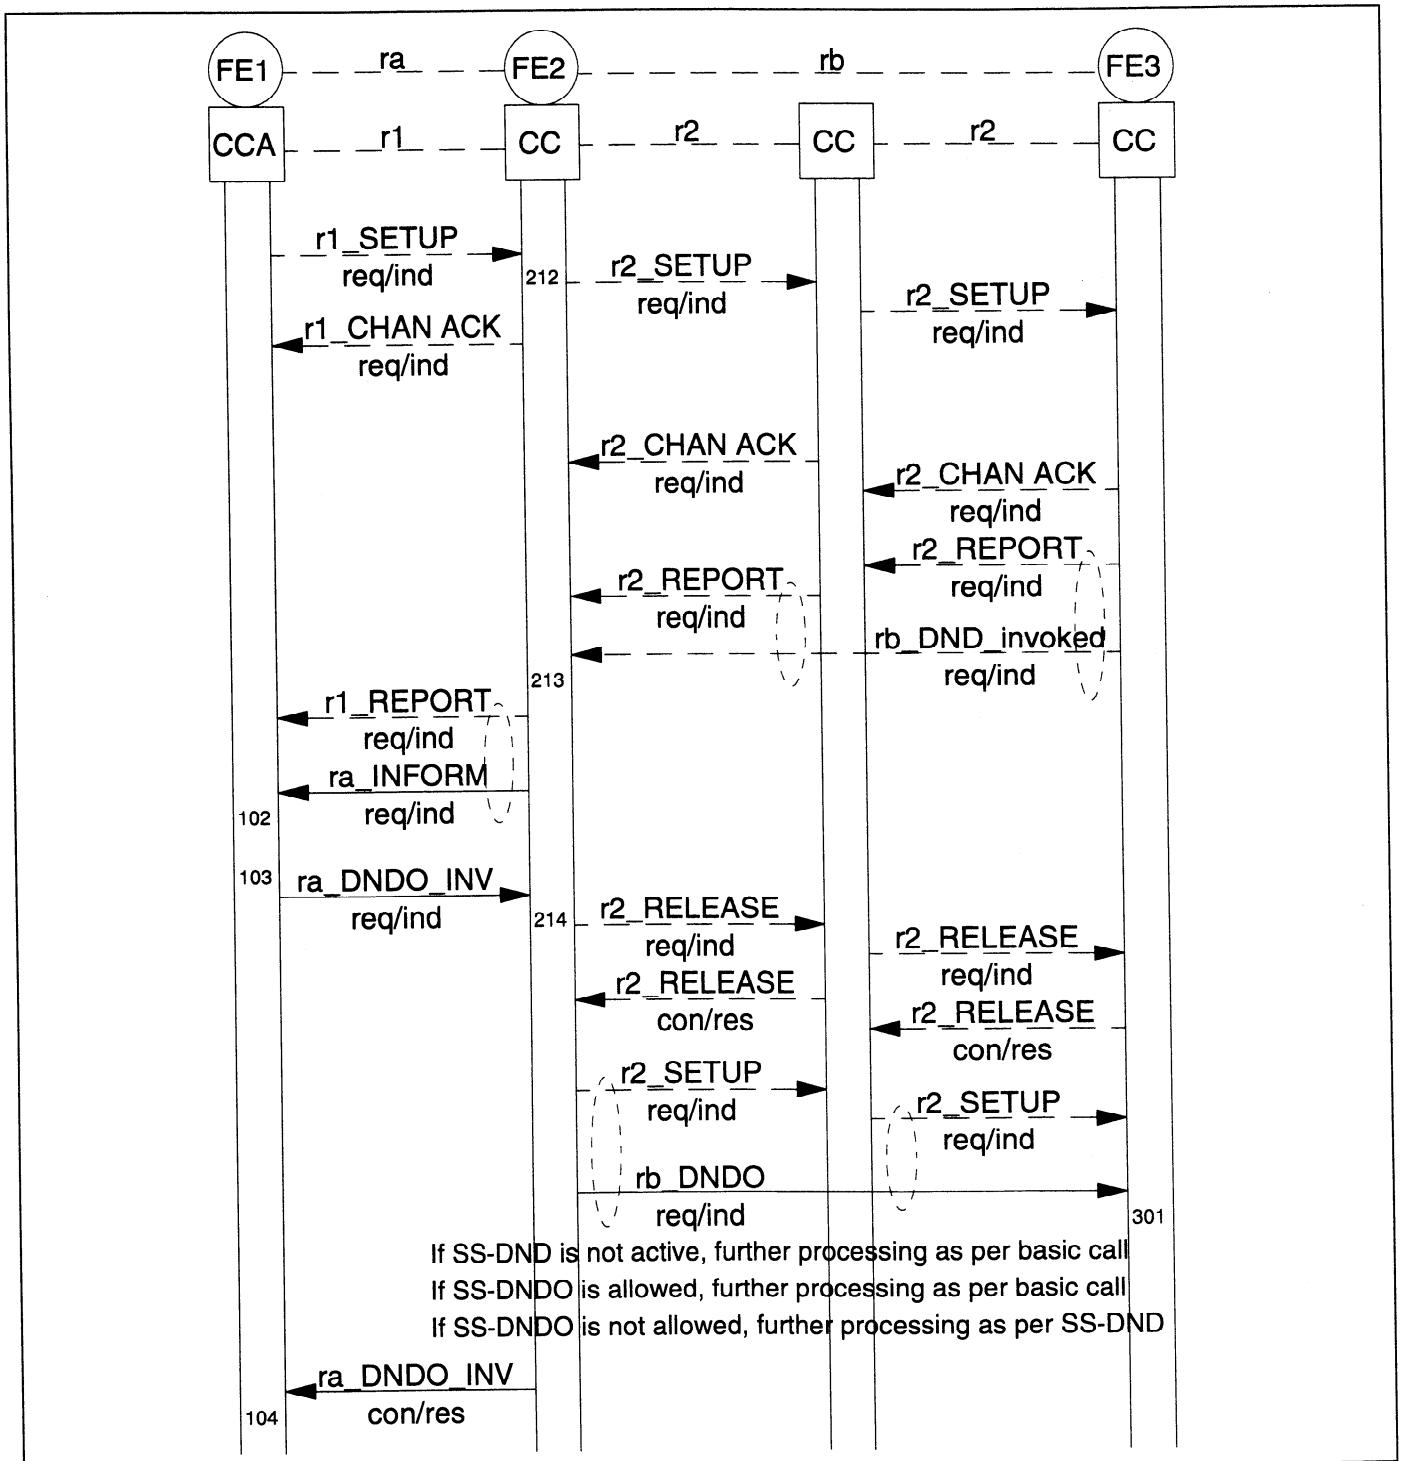 FE1 ra FE2 rb FE3
CCA r1 CC r2 CC r2 CC
r1_SETUP
req/ind
212
r2_SETUP
req/ind
r2_SETUP
req/ind
r1_CHAN ACK
req/ind
r2_CHAN ACK
req/ind
r2_CHAN ACK
req/ind
r2_REPORT
req/ind
r2_REPORT
req/ind
rb_DND_invoked
req/ind
213
r1_REPORT
req/ind
ra_INFORM
req/ind
102
103
ra_DNDO_INV
req/ind
214
r2_RELEASE
req/ind
r2_RELEASE
req/ind
r2_RELEASE
con/res
r2_RELEASE
con/res
r2_SETUP
req/ind
r2_SETUP
req/ind
rb_DNDO
req/ind
301
If SS-DND is not active, further processing as per basic call
If SS-DNDO is allowed, further processing as per basic call
If SS-DNDO is not allowed, further processing as per SS-DND
ra_DNDO_INV
con/res
104